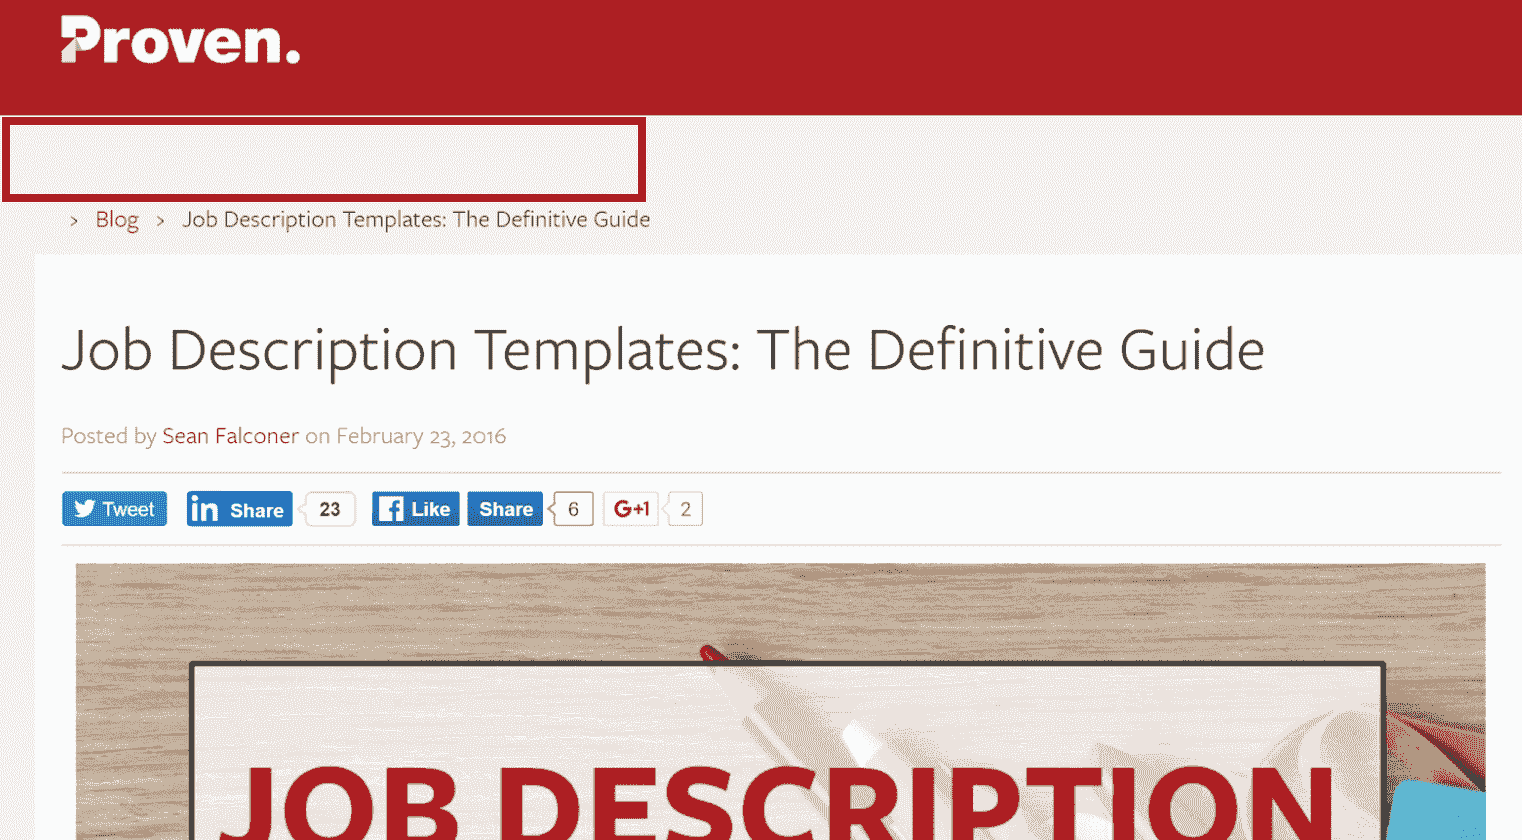 Proven.
> Blog > Job Description Templates: The Definitive Guide
Job Description Templates: The Definitive Guide
Posted by Sean Falconer on February 23, 2016
Tweet in Share 23 f Like Share 6 G+1 2
JOB DESCRIPTION